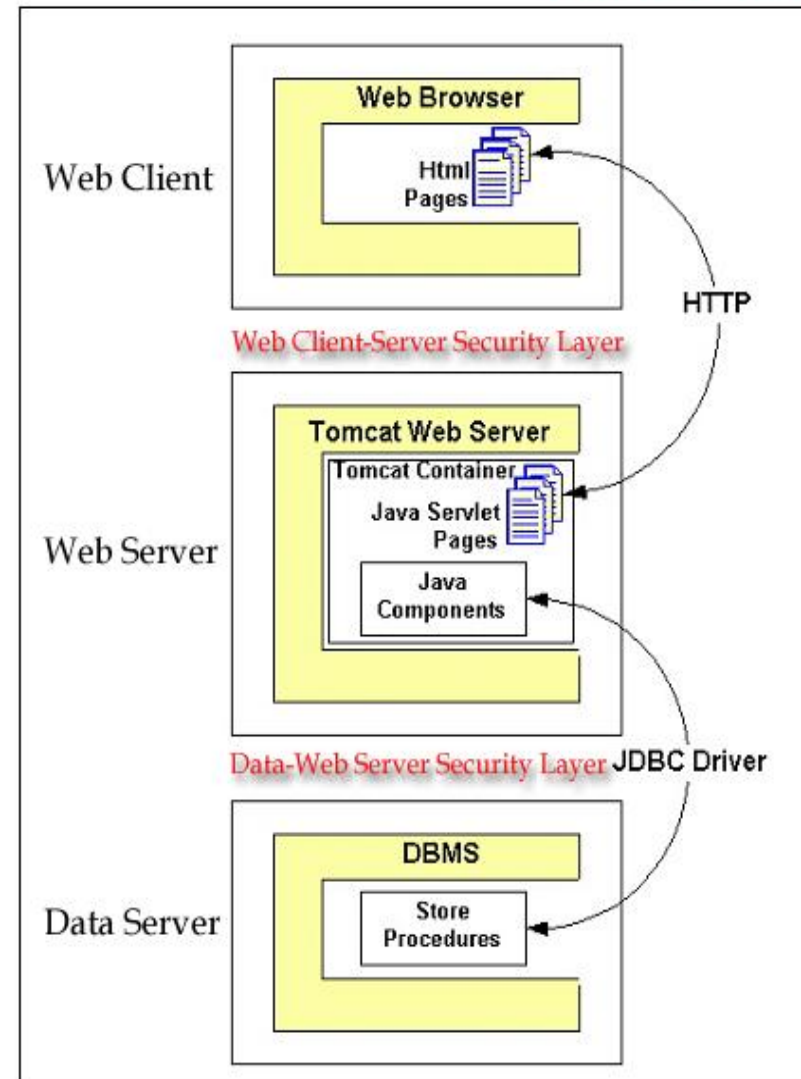 Web Browser
Html
Pages
Web Client
HTTP
Web Client-Server Security Layer
Tomcat Web Server
Tomcat Container
Java Servlet
Pages
Web Server
Java
Components
Data-Web Server Security Layer
JDBC Driver
DBMS
Data Server
Store
Procedures